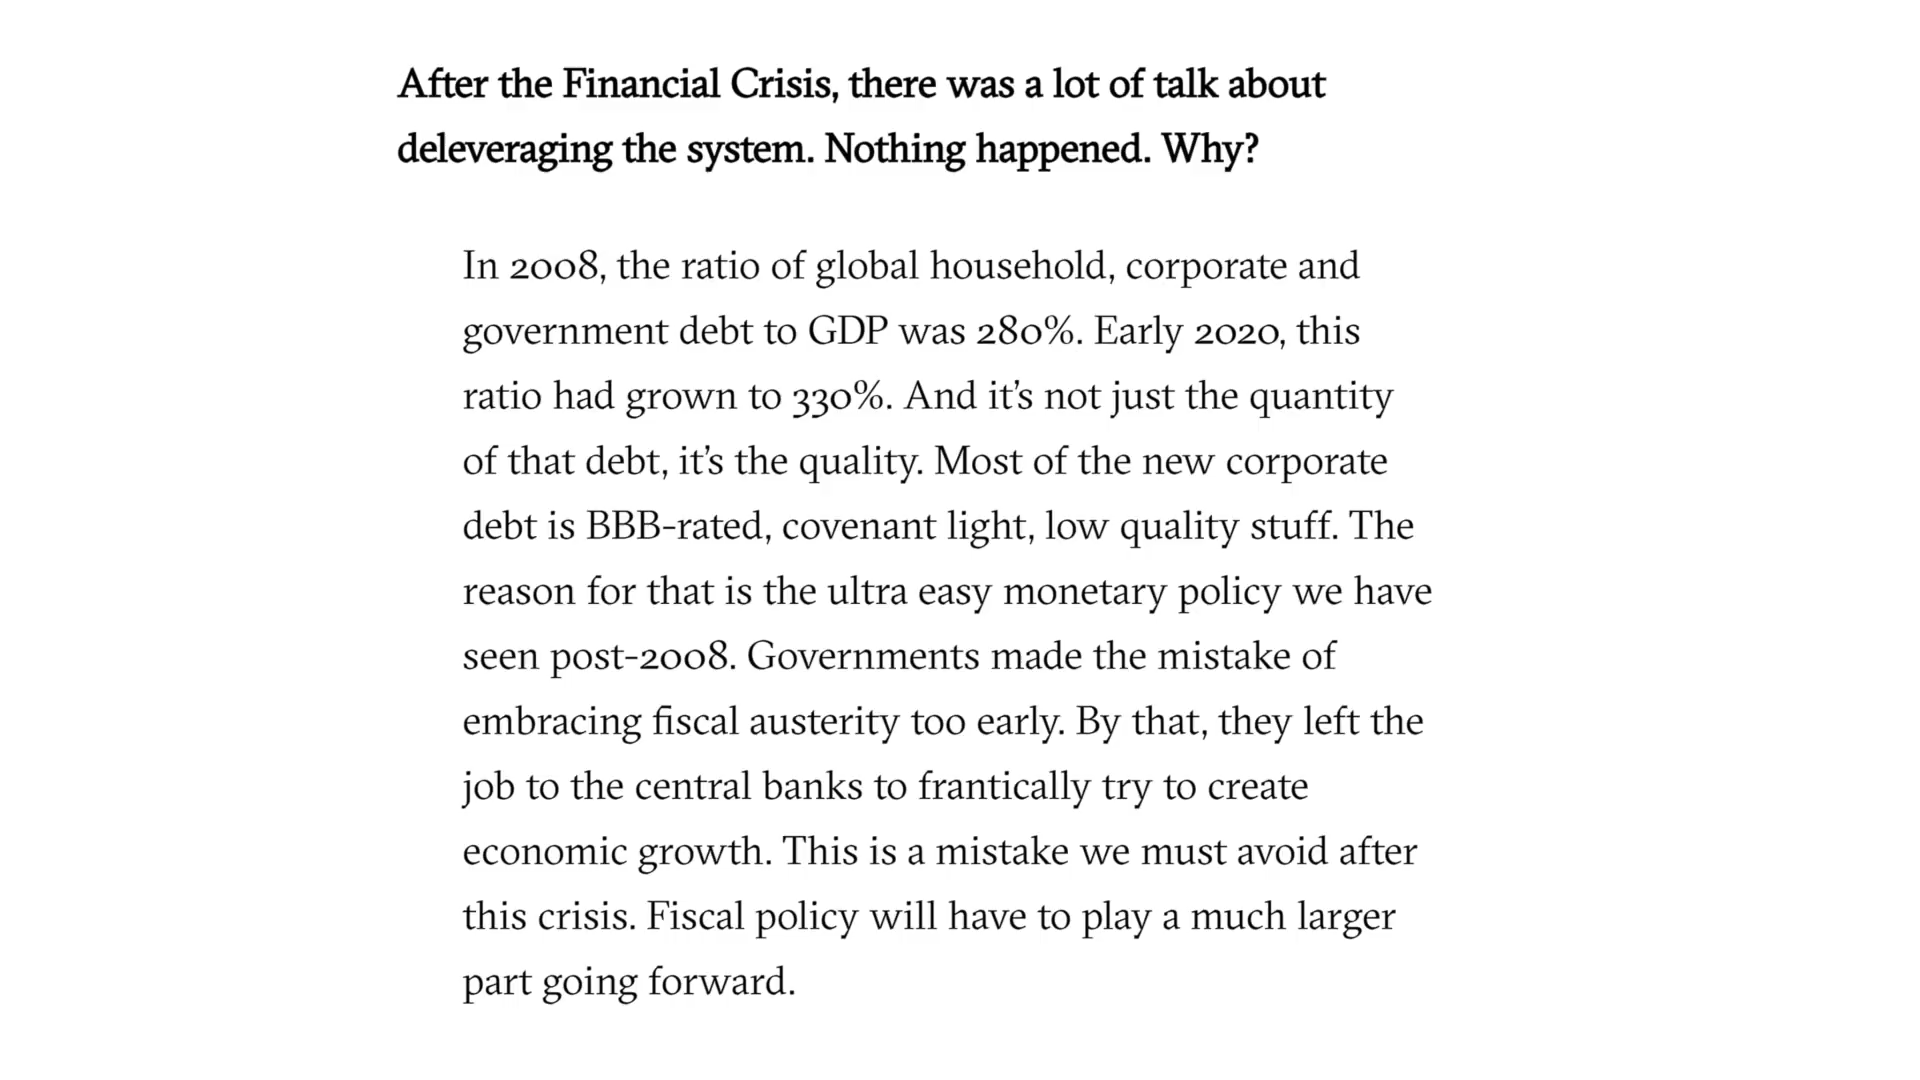 After the Financial Crisis, there was a lot of talk about
deleveraging the system. Nothing happened. Why?
In 2008, the ratio of global household, corporate and
government debt to GDP was 280%. Early 2020, this
ratio had grown to 330%. And it’s not just the quantity
of that debt, it’s the quality. Most of the new corporate
debt is BBB-rated, covenant light, low quality stuff. The
reason for that is the ultra easy monetary policy we have
seen post-2008. Governments made the mistake of
embracing fiscal austerity too early. By that, they left the
job to the central banks to frantically try to create
economic growth. This is a mistake we must avoid after
this crisis. Fiscal policy will have to play a much larger
part going forward.